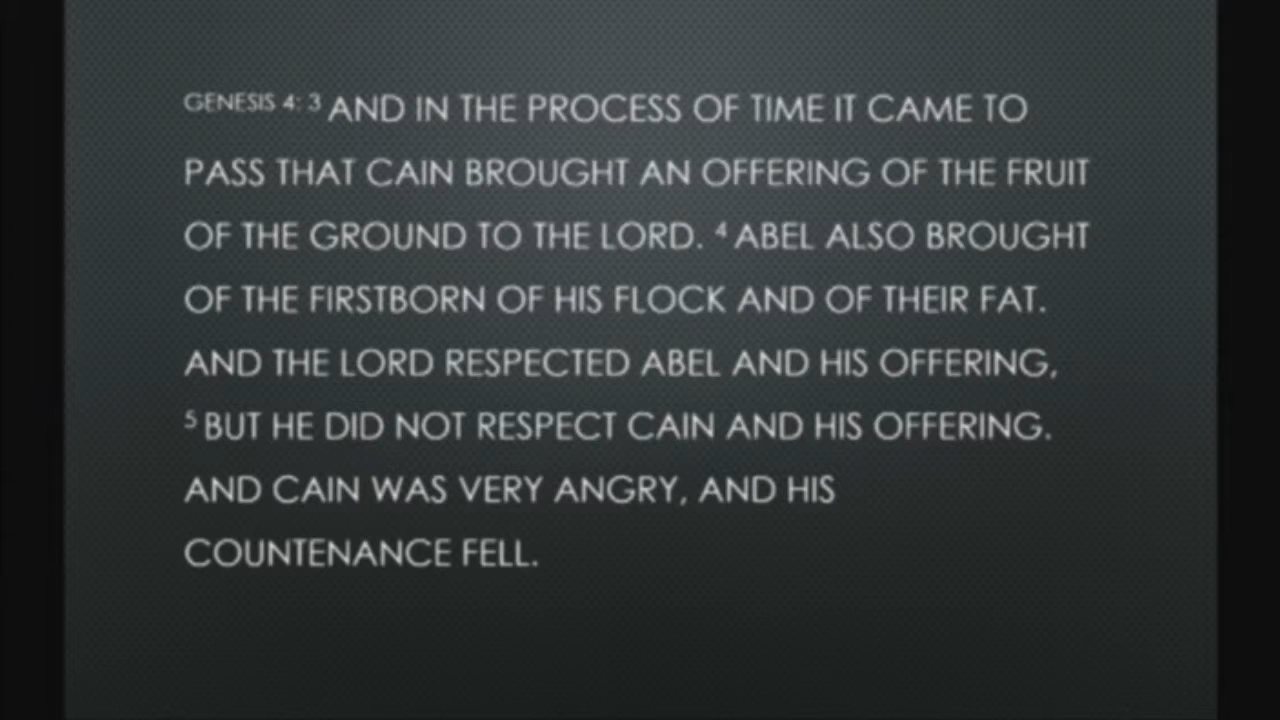 GENESIS 4: 3 AND IN THE PROCESS OF TIME IT CAME TO
PASS THAT CAIN BROUGHT AN OFFERING OF THE FRUIT
OF THE GROUND TO THE LORD. 4 ABEL ALSO BROUGHT
OF THE FIRSTBORN OF HIS FLOCK AND OF THEIR FAT.
AND THE LORD RESPECTED ABEL AND HIS OFFERING,
5 BUT HE DID NOT RESPECT CAIN AND HIS OFFERING.
AND CAIN WAS VERY ANGRY, AND HIS
COUNTENANCE FELL.